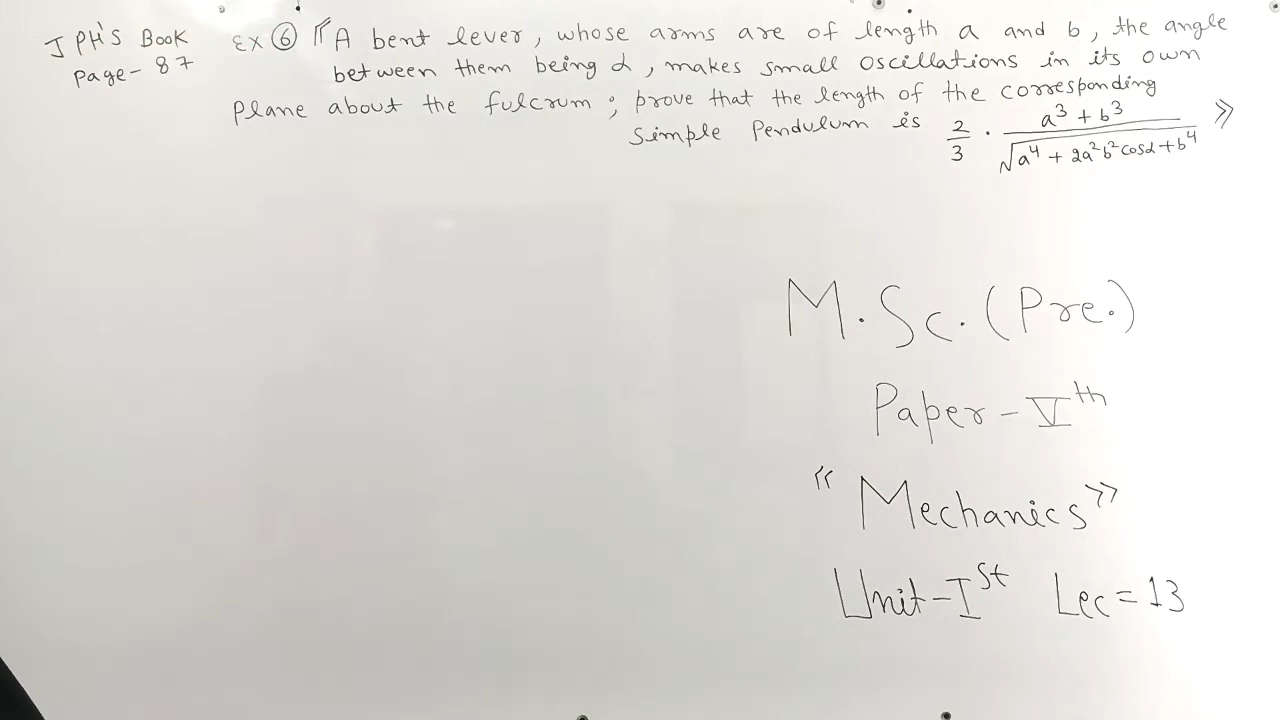 JPH'S Book
page - 87
Ex ⑥ "A bent lever, whose arms are of length a and b, the angle
between them being α, makes small oscillations in its own
plane about the fulcrum; prove that the length of the corresponding
Simple Pendulum is 2/3 · (a³ + b³)/√(a⁴ + 2a²b² cosα + b⁴) "
M.Sc. (Pre.)
Paper - Vth
"Mechanics"
Unit - Ist Lec = 13